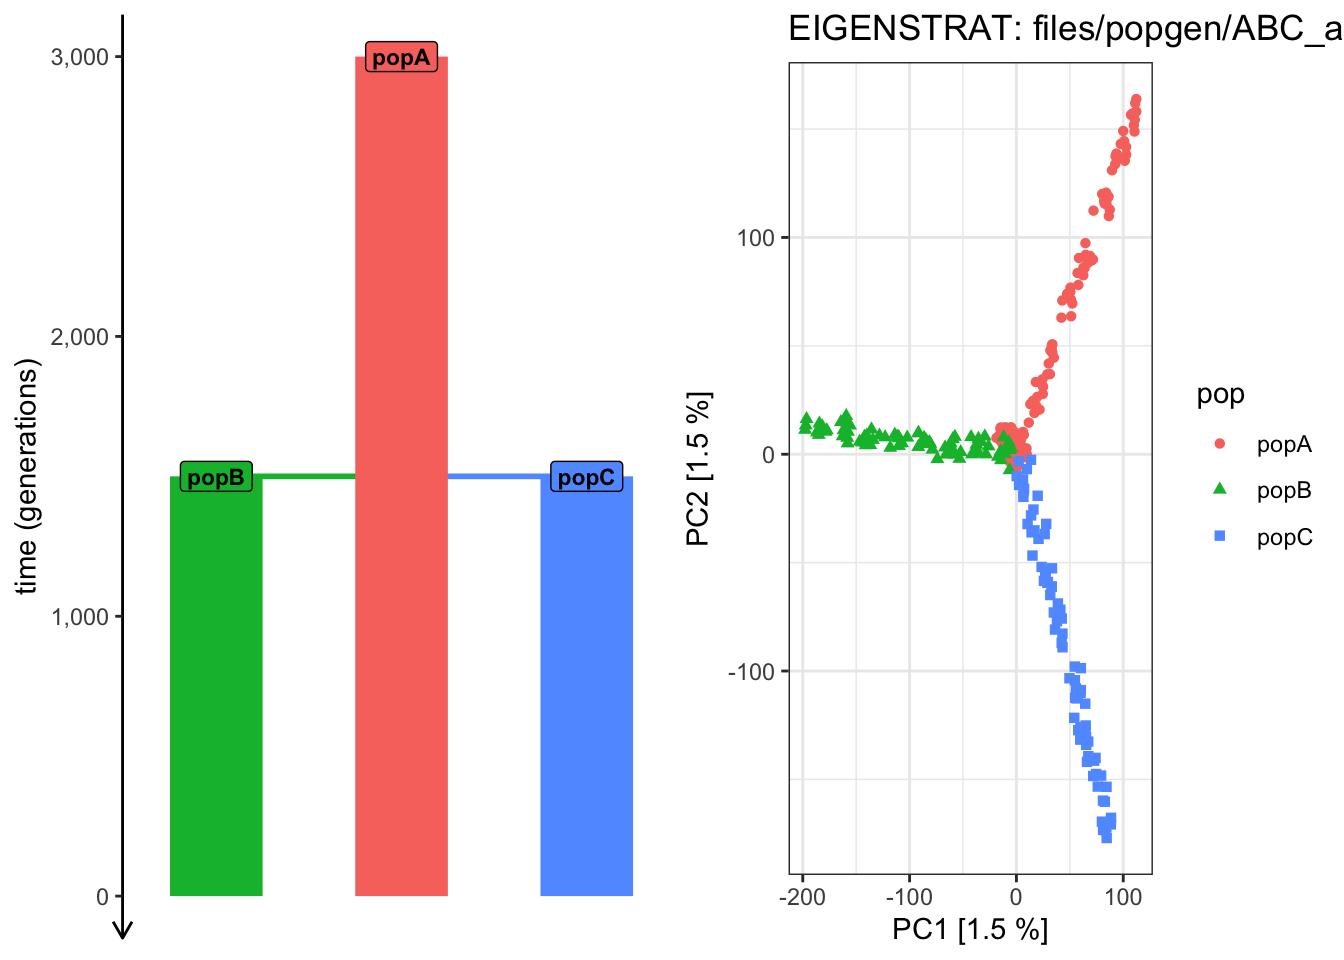 time (generations)
3,000
2,000
1,000
0
popA
popB
popC
EIGENSTRAT: files/popgen/ABC_a
PC2 [1.5 %]
100
0
-100
-200
-100
0
100
PC1 [1.5 %]
pop
popA
popB
popC